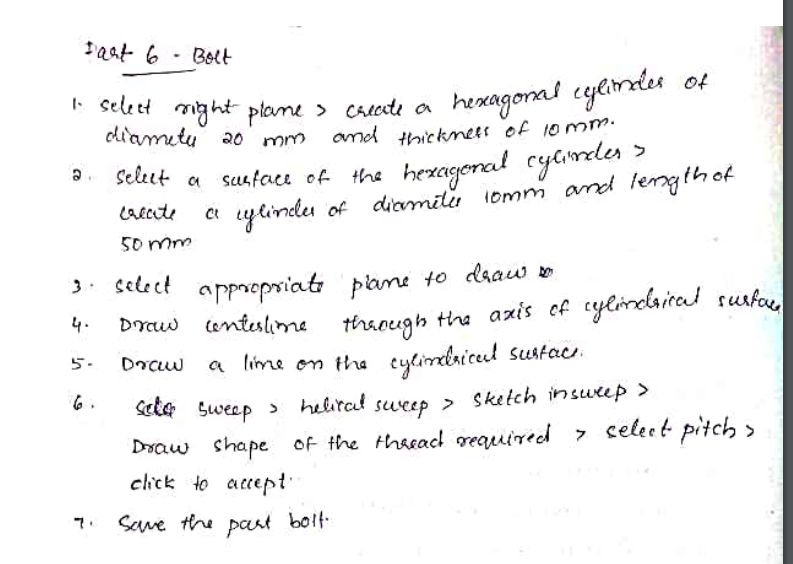 Part 6 - Bolt
1. select right plane > create a hexagonal cylinder of
diameter 20 mm and thickness of 10 mm.
2. Select a surface of the hexagonal cylinder >
create a cylinder of diameter 10mm and length of
50 mm
3. select appropriate plane to draw
4. Draw centerline through the axis of cylindrical surface
5. Draw a line on the cylindrical surface.
6. Sweep > helical sweep > sketch insweep >
Draw shape of the thread required > select pitch >
click to accept.
7. Save the part bolt.